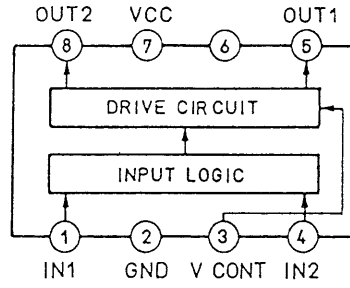 OUT2 VCC OUT1
8 7 6 5
DRIVE CIRCUIT
INPUT LOGIC
1 2 3 4
IN1 GND V CONT IN2